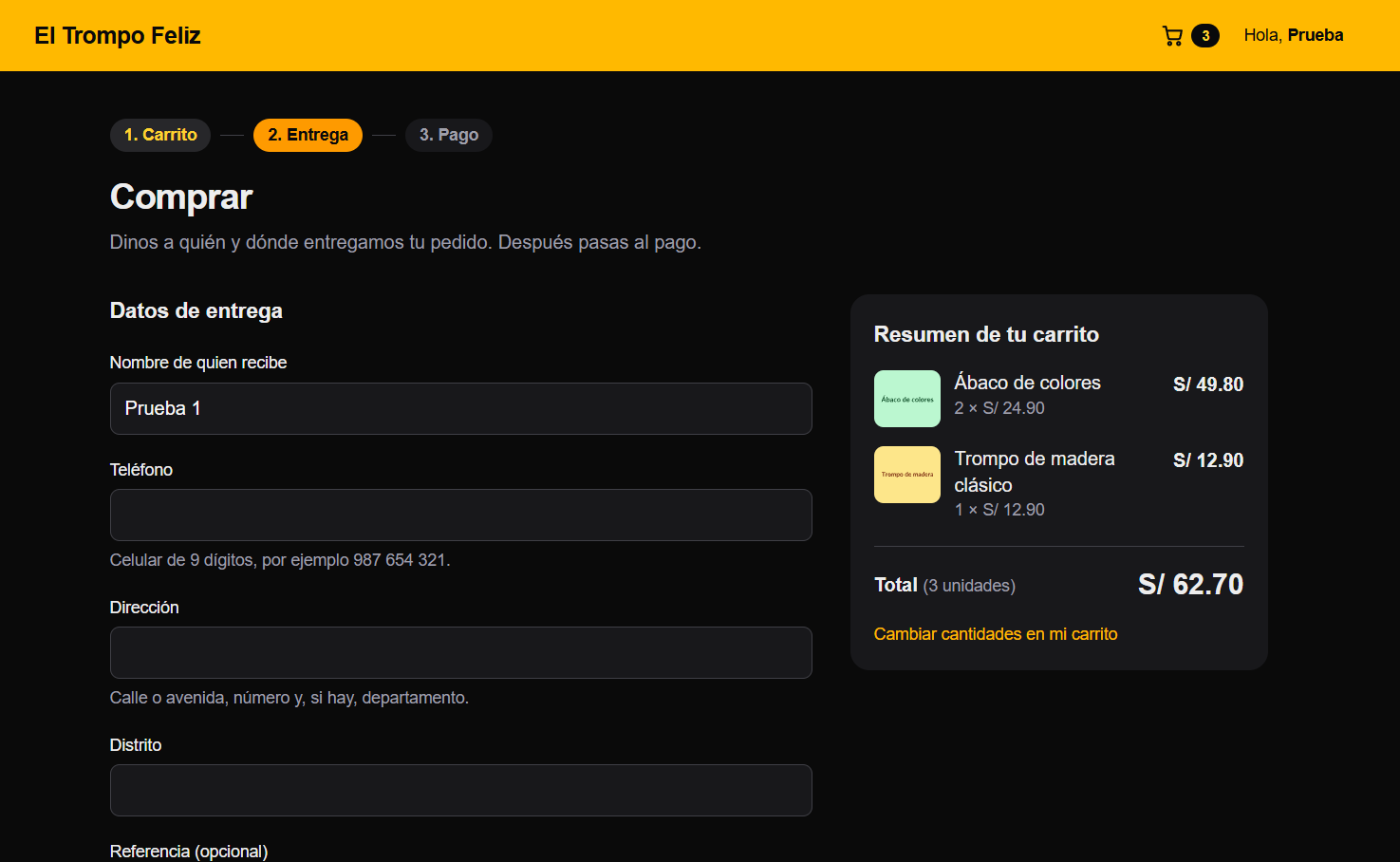 El Trompo Feliz
3
Hola, Prueba
1. Carrito
2. Entrega
3. Pago
Comprar
Dinos a quién y dónde entregamos tu pedido. Después pasas al pago.
Datos de entrega
Nombre de quien recibe
Prueba 1
Teléfono
Celular de 9 dígitos, por ejemplo 987 654 321.
Dirección
Calle o avenida, número y, si hay, departamento.
Distrito
Referencia (opcional)
Resumen de tu carrito
Ábaco de colores
Ábaco de colores
S/ 49.80
2 × S/ 24.90
Trompo de madera
Trompo de madera
clásico
S/ 12.90
1 × S/ 12.90
Total (3 unidades)
S/ 62.70
Cambiar cantidades en mi carrito